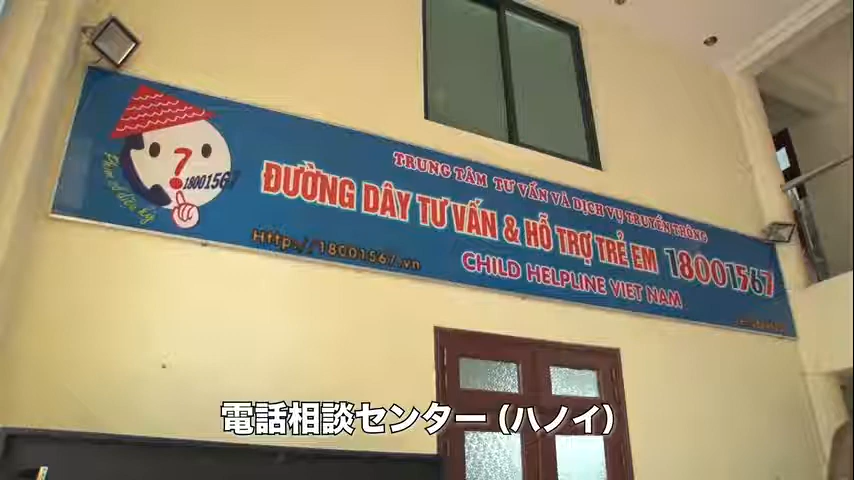 TRUNG TÂM TƯ VẤN VÀ DỊCH VỤ TRUYỀN THÔNG
ĐƯỜNG DÂY TƯ VẤN & HỖ TRỢ TRẺ EM 18001567
CHILD HELPLINE VIET NAM
Http://18001567.vn
?
18001567
電話相談センター（ハノイ）